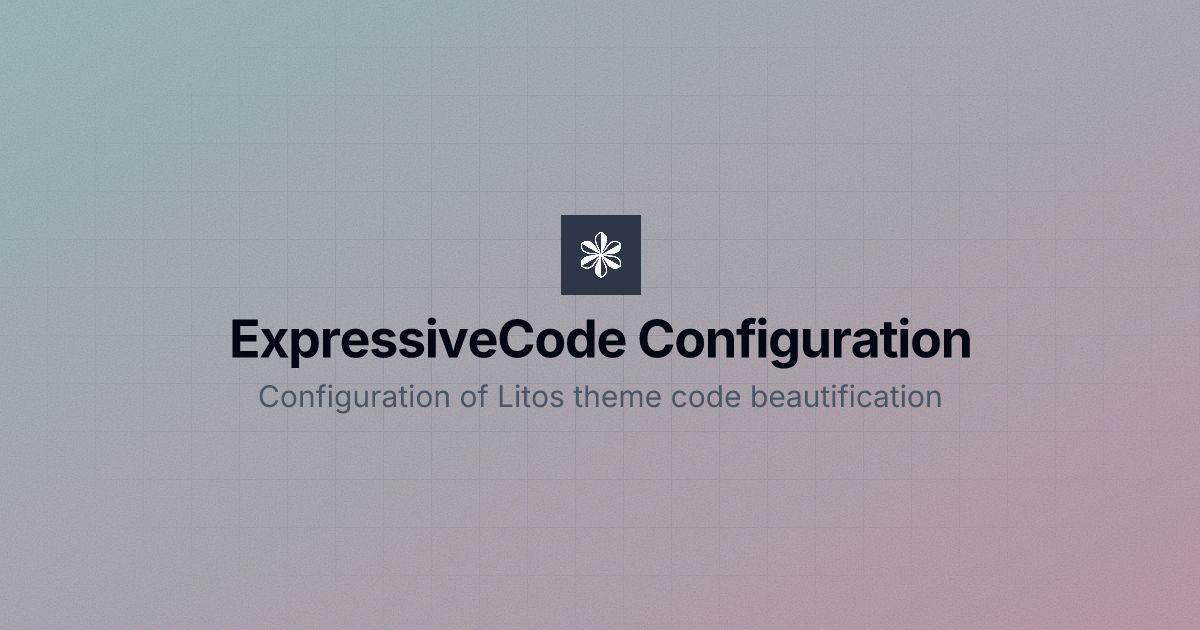 ExpressiveCode Configuration
Configuration of Litos theme code beautification